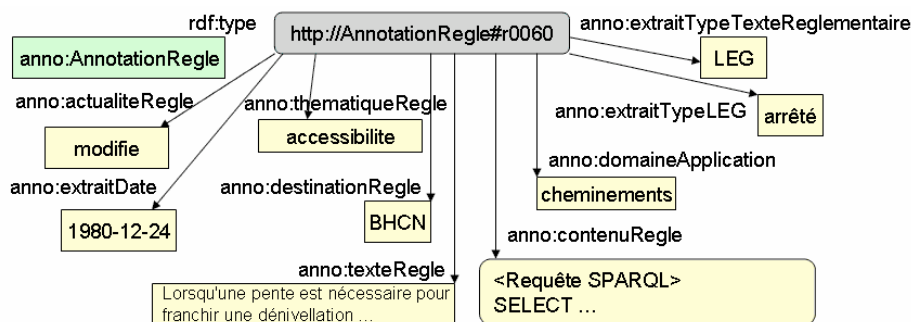 rdf:type
http://AnnotationRegle#r0060
anno:extraitTypeTexteReglementaire
anno:AnnotationRegle
LEG
anno:actualiteRegle
anno:thematiqueRegle
anno:extraitTypeLEG
arrêté
modifie
accessibilite
anno:domaineApplication
anno:extraitDate
anno:destinationRegle
cheminements
1980-12-24
BHCN
anno:contenuRegle
anno:texteRegle
<Requête SPARQL>
SELECT ...
Lorsqu'une pente est nécessaire pour
franchir une dénivellation ...